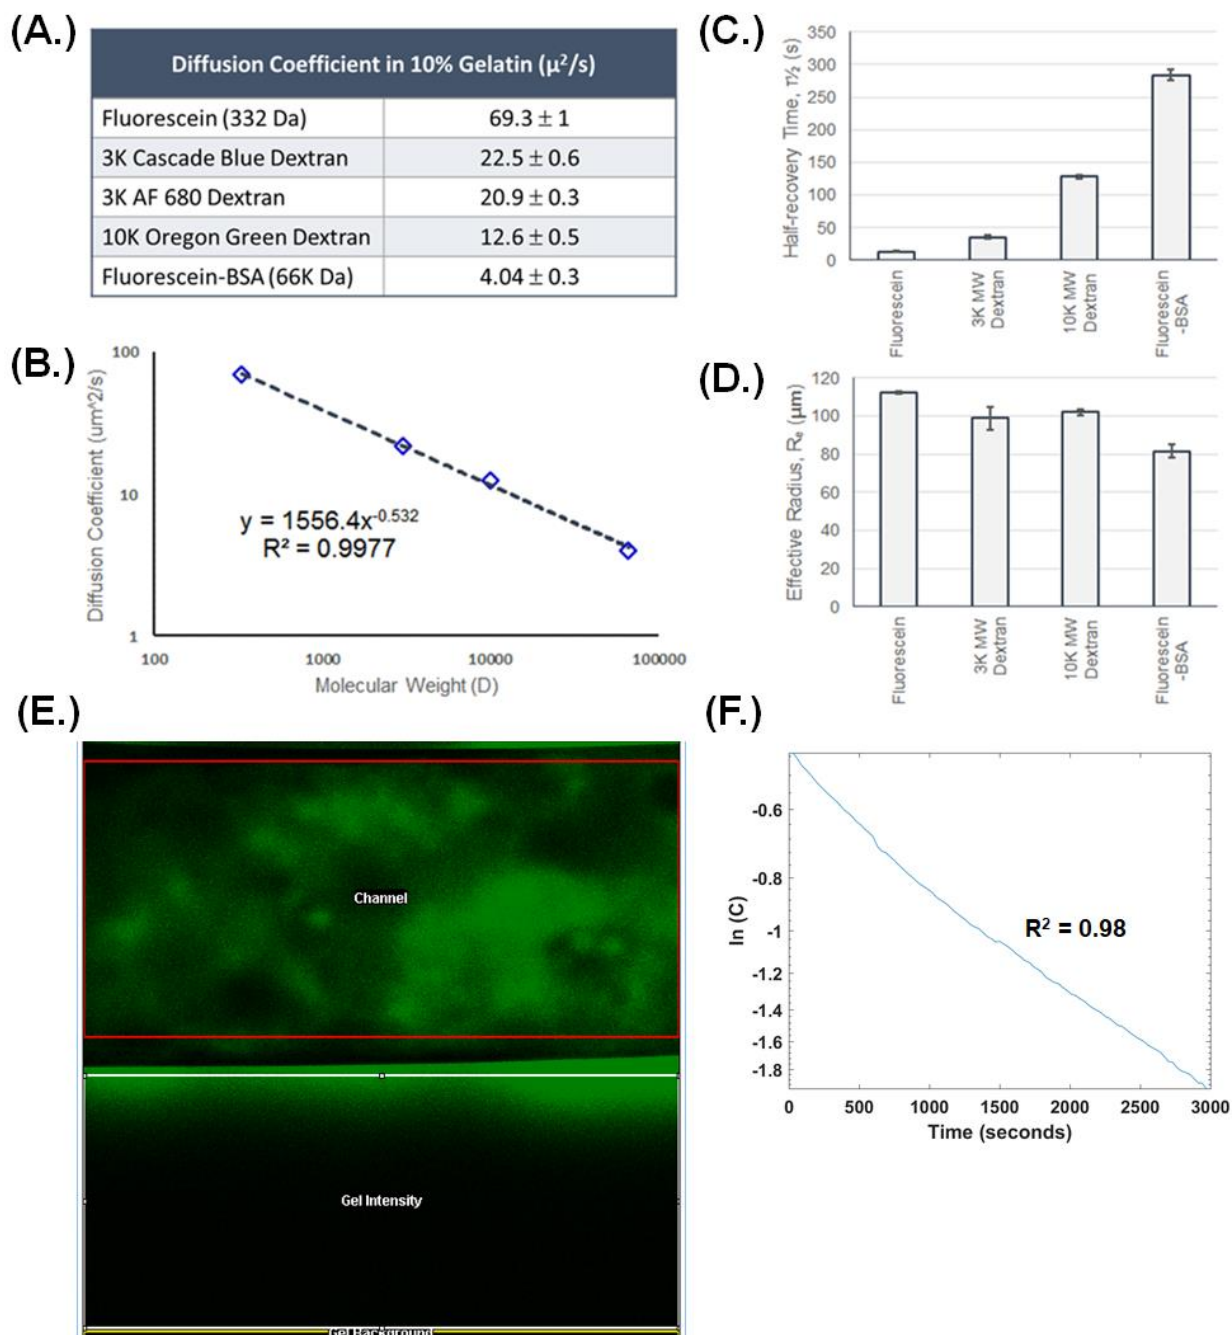 (A.)
Diffusion Coefficient in 10% Gelatin (μ²/s)
Fluorescein (332 Da) 69.3 ± 1
3K Cascade Blue Dextran 22.5 ± 0.6
3K AF 680 Dextran 20.9 ± 0.3
10K Oregon Green Dextran 12.6 ± 0.5
Fluorescein-BSA (66K Da) 4.04 ± 0.3
(B.)
Diffusion Coefficient (um^2/s)
100
10
1
y = 1556.4x^-0.532
R² = 0.9977
100 1000 10000 100000
Molecular Weight (D)
(C.)
Half-recovery Time, τ½ (s)
350
300
250
200
150
100
50
0
Fluorescein
3K MW
Dextran
10K MW
Dextran
Fluorescein
-BSA
(D.)
Effective Radius, Rₑ (μm)
120
100
80
60
40
20
0
Fluorescein
3K MW
Dextran
10K MW
Dextran
Fluorescein
-BSA
(E.)
Channel
Gel Intensity
Gel Background
(F.)
ln (C)
-0.6
-0.8
-1
-1.2
-1.4
-1.6
-1.8
R² = 0.98
0 500 1000 1500 2000 2500 3000
Time (seconds)